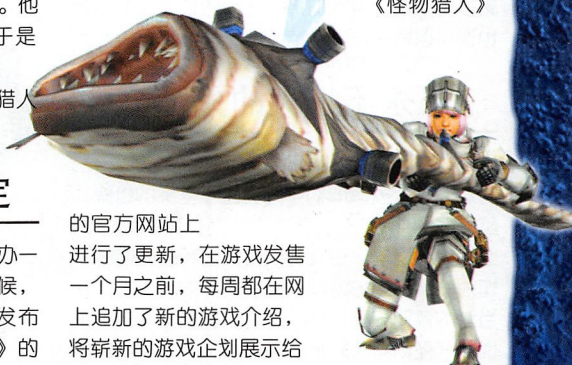 。他
于是
猎人
《怪物猎人》
定
办一
候，
发布
》的
的官方网站上
进行了更新，在游戏发售
一个月之前，每周都在网
上追加了新的游戏介绍，
将崭新的游戏企划展示给